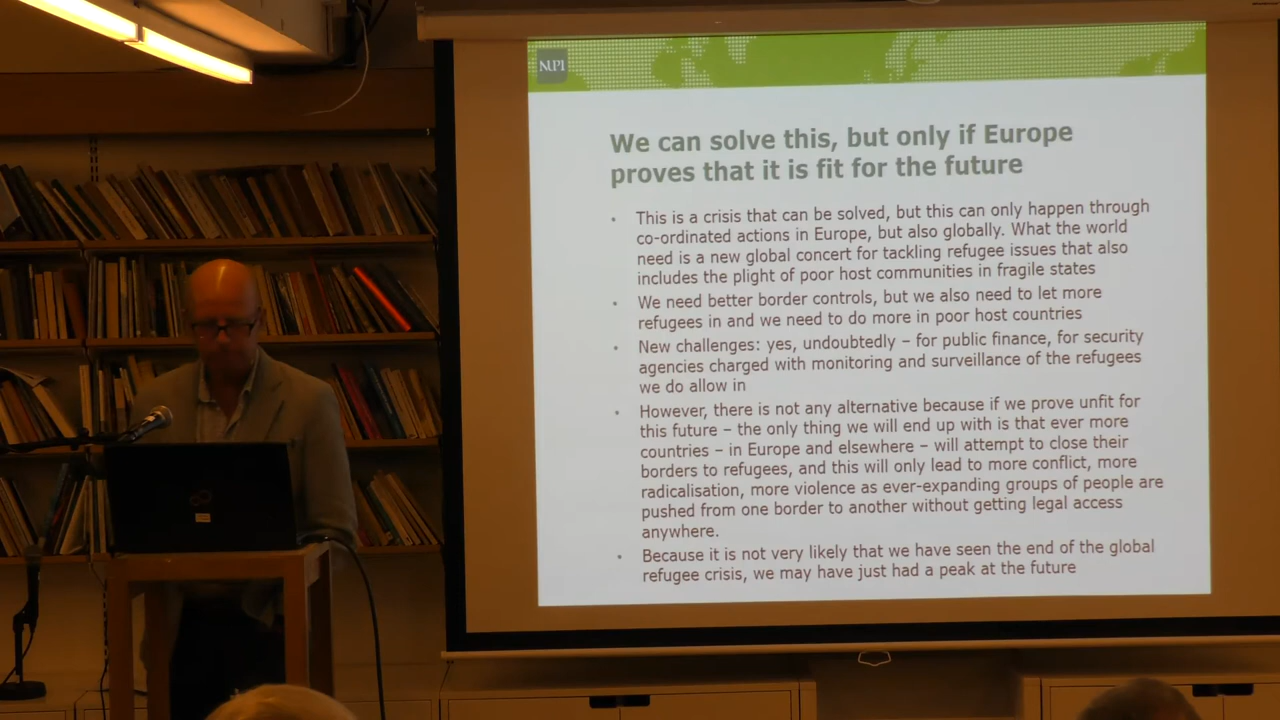 NUPI
We can solve this, but only if Europe
proves that it is fit for the future
• This is a crisis that can be solved, but this can only happen through
co-ordinated actions in Europe, but also globally. What the world
need is a new global concert for tackling refugee issues that also
includes the plight of poor host communities in fragile states
• We need better border controls, but we also need to let more
refugees in and we need to do more in poor host countries
• New challenges: yes, undoubtedly – for public finance, for security
agencies charged with monitoring and surveillance of the refugees
we do allow in
• However, there is not any alternative because if we prove unfit for
this future – the only thing we will end up with is that ever more
countries – in Europe and elsewhere – will attempt to close their
borders to refugees, and this will only lead to more conflict, more
radicalisation, more violence as ever-expanding groups of people are
pushed from one border to another without getting legal access
anywhere.
• Because it is not very likely that we have seen the end of the global
refugee crisis, we may have just had a peak at the future